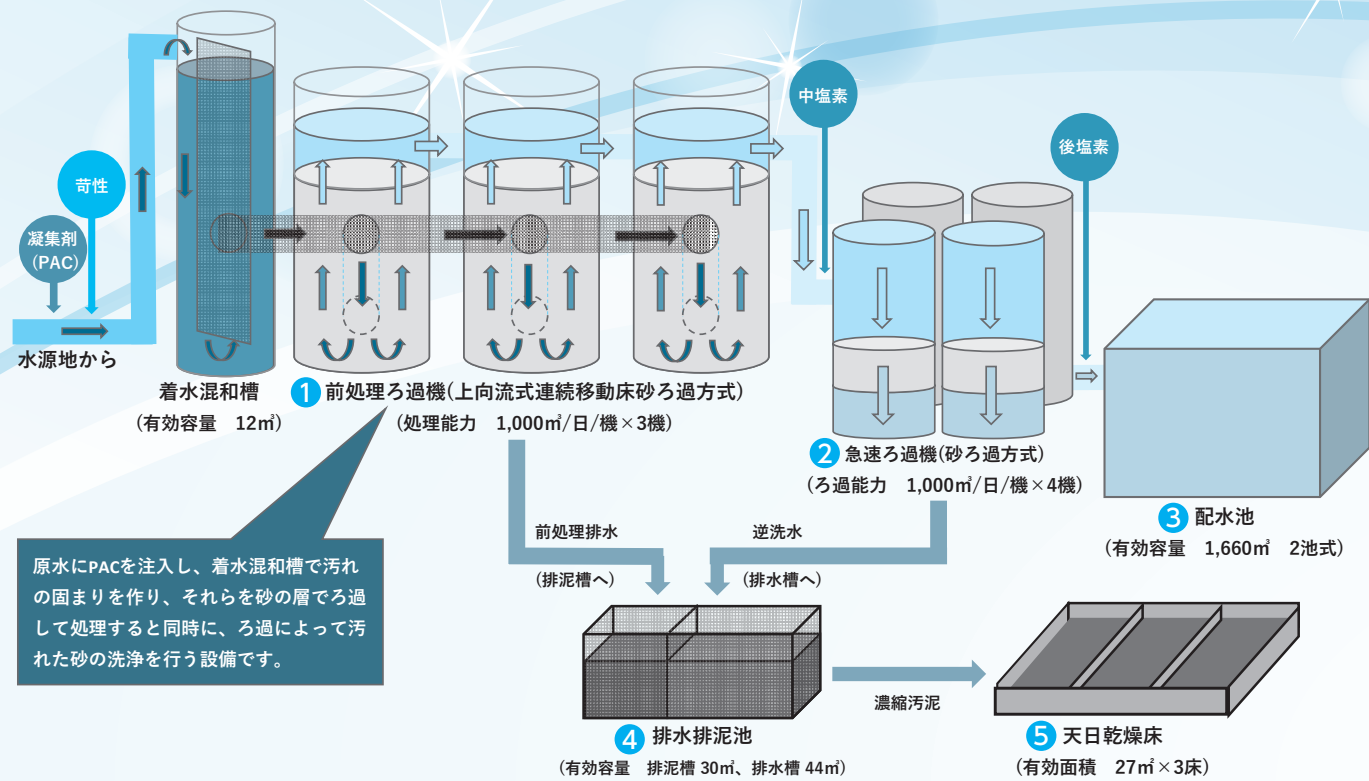 中塩素
後塩素
苛性
凝集剤
(PAC)
水源地から
着水混和槽
(有効容量　12㎥)
1 前処理ろ過機(上向流式連続移動床砂ろ過方式)
(処理能力　1,000㎥/日/機×3機)
2 急速ろ過機(砂ろ過方式)
(ろ過能力　1,000㎥/日/機×4機)
3 配水池
(有効容量　1,660㎥　2池式)
原水にPACを注入し、着水混和槽で汚れ
の固まりを作り、それらを砂の層でろ過
して処理すると同時に、ろ過によって汚
れた砂の洗浄を行う設備です。
前処理排水
(排泥槽へ)
逆洗水
(排水槽へ)
濃縮汚泥
4 排水排泥池
(有効容量　排泥槽 30㎥、排水槽 44㎥)
5 天日乾燥床
(有効面積　27㎡×3床)